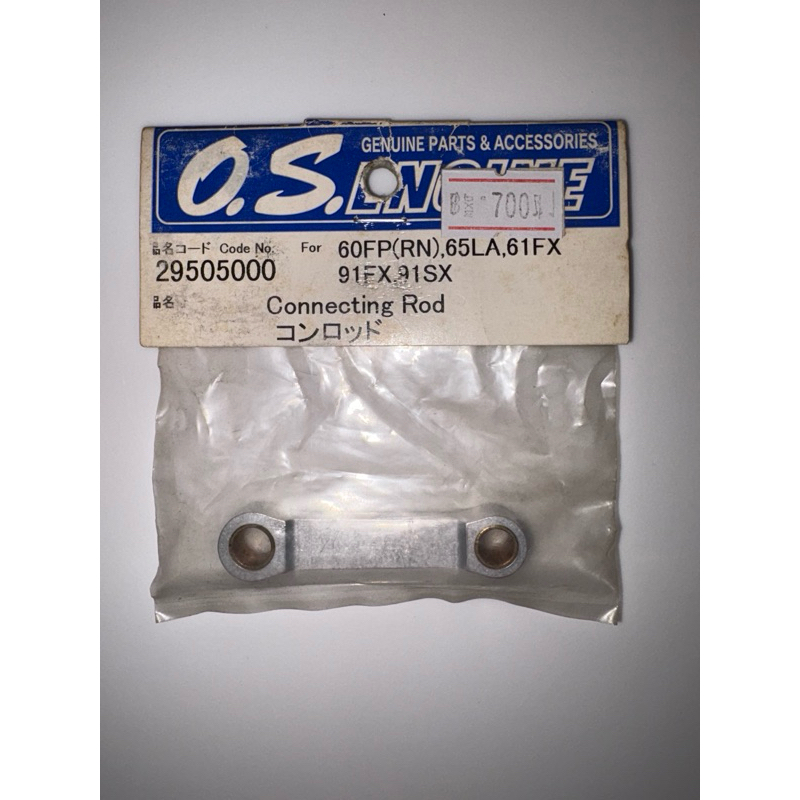 GENUINE PARTS & ACCESSORIES
O.S. ENGINE
700
品名コード Code No. For 60FP(RN),65LA,61FX
29505000 91FX,91SX
品名 Connecting Rod
コンロッド